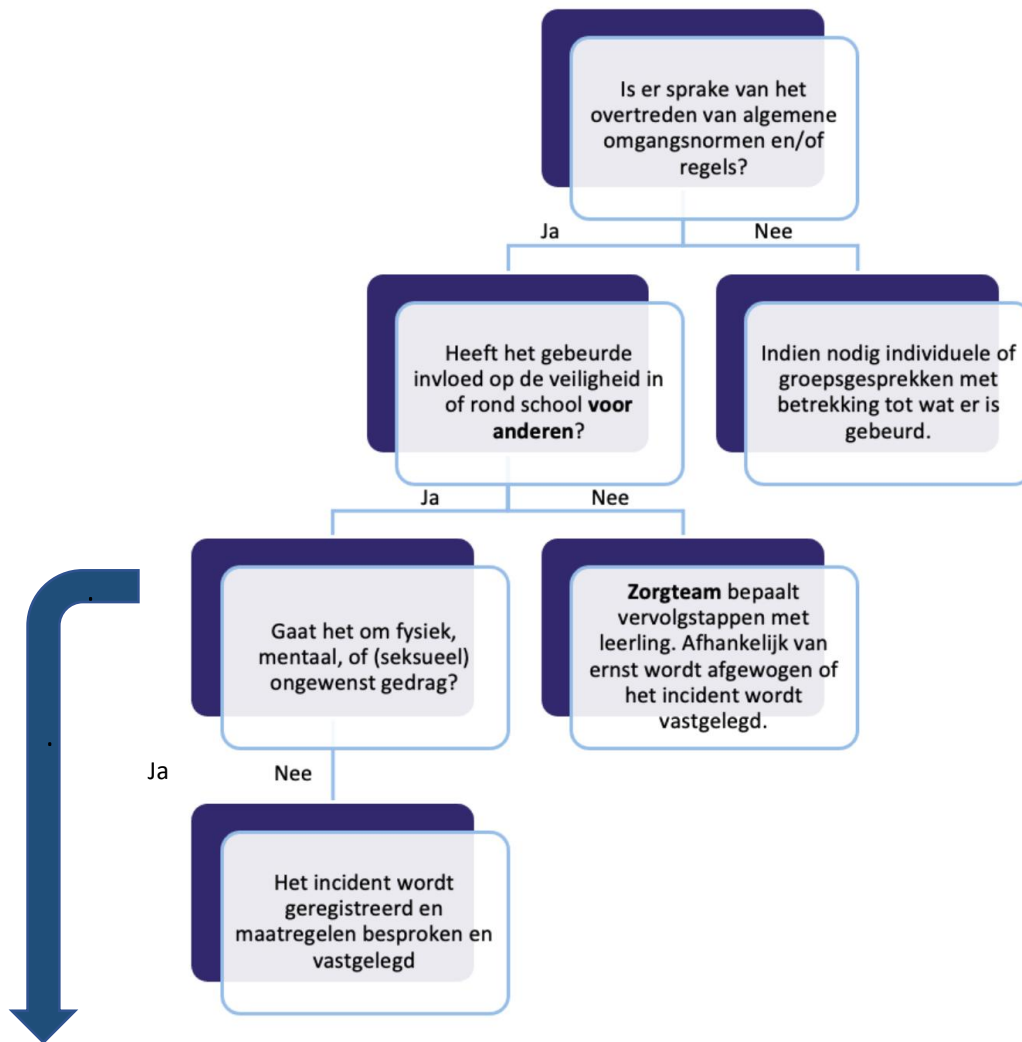 Is er sprake van het
overtreden van algemene
omgangsnormen en/of
regels?
Ja
Nee
Heeft het gebeurde
invloed op de veiligheid in
of rond school voor
anderen?
Indien nodig individuele of
groepsgesprekken met
betrekking tot wat er is
gebeurd.
Ja
Nee
Gaat het om fysiek,
mentaal, of (seksueel)
ongewenst gedrag?
Zorgteam bepaalt
vervolgstappen met
leerling. Afhankelijk van
ernst wordt afgewogen of
het incident wordt
vastgelegd.
Ja
Nee
Het incident wordt
geregistreerd en
maatregelen besproken en
vastgelegd